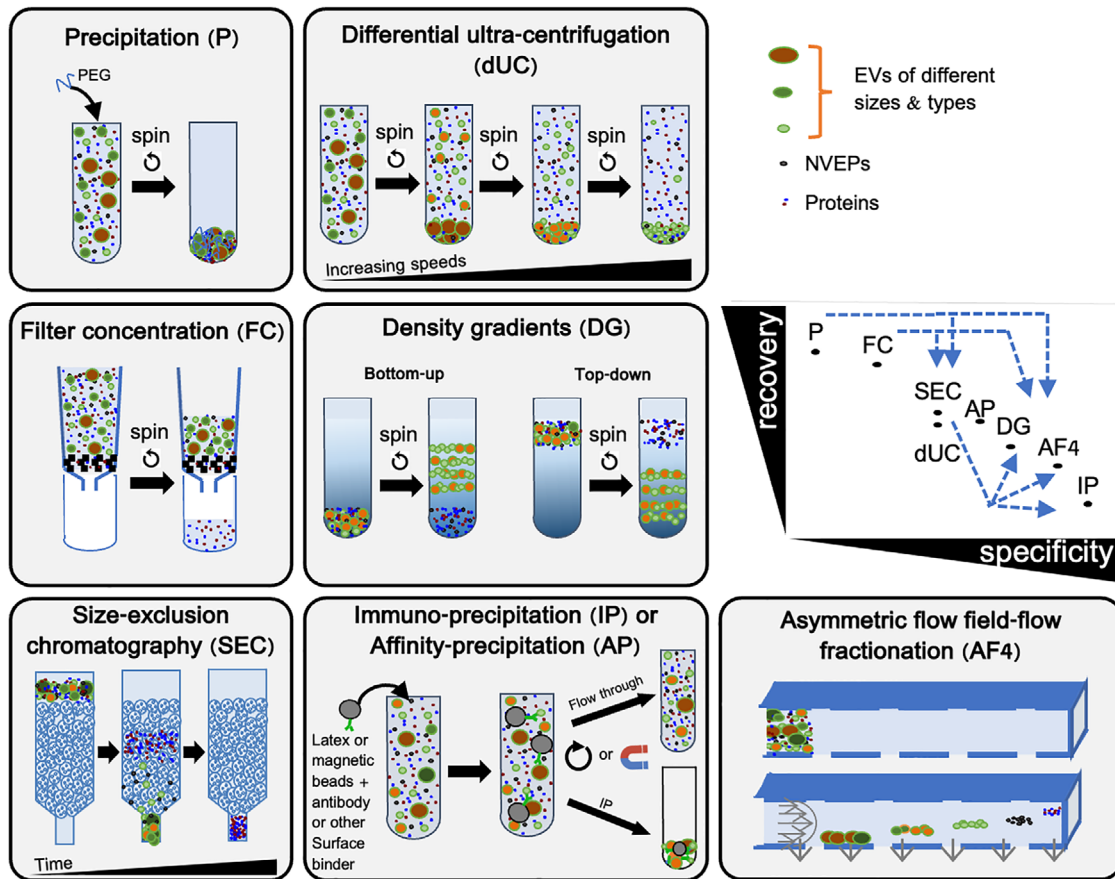 Precipitation (P)
PEG
spin
Differential ultra-centrifugation
(dUC)
spin
spin
spin
Increasing speeds
EVs of different
sizes & types
NVEPs
Proteins
Filter concentration (FC)
spin
Density gradients (DG)
Bottom-up
Top-down
spin
spin
recovery
P
FC
SEC
AP
dUC
DG
AF4
IP
specificity
Size-exclusion
chromatography (SEC)
Time
Immuno-precipitation (IP) or
Affinity-precipitation (AP)
Latex or
magnetic
beads +
antibody
or other
Surface
binder
Flow through
or
IP
Asymmetric flow field-flow
fractionation (AF4)